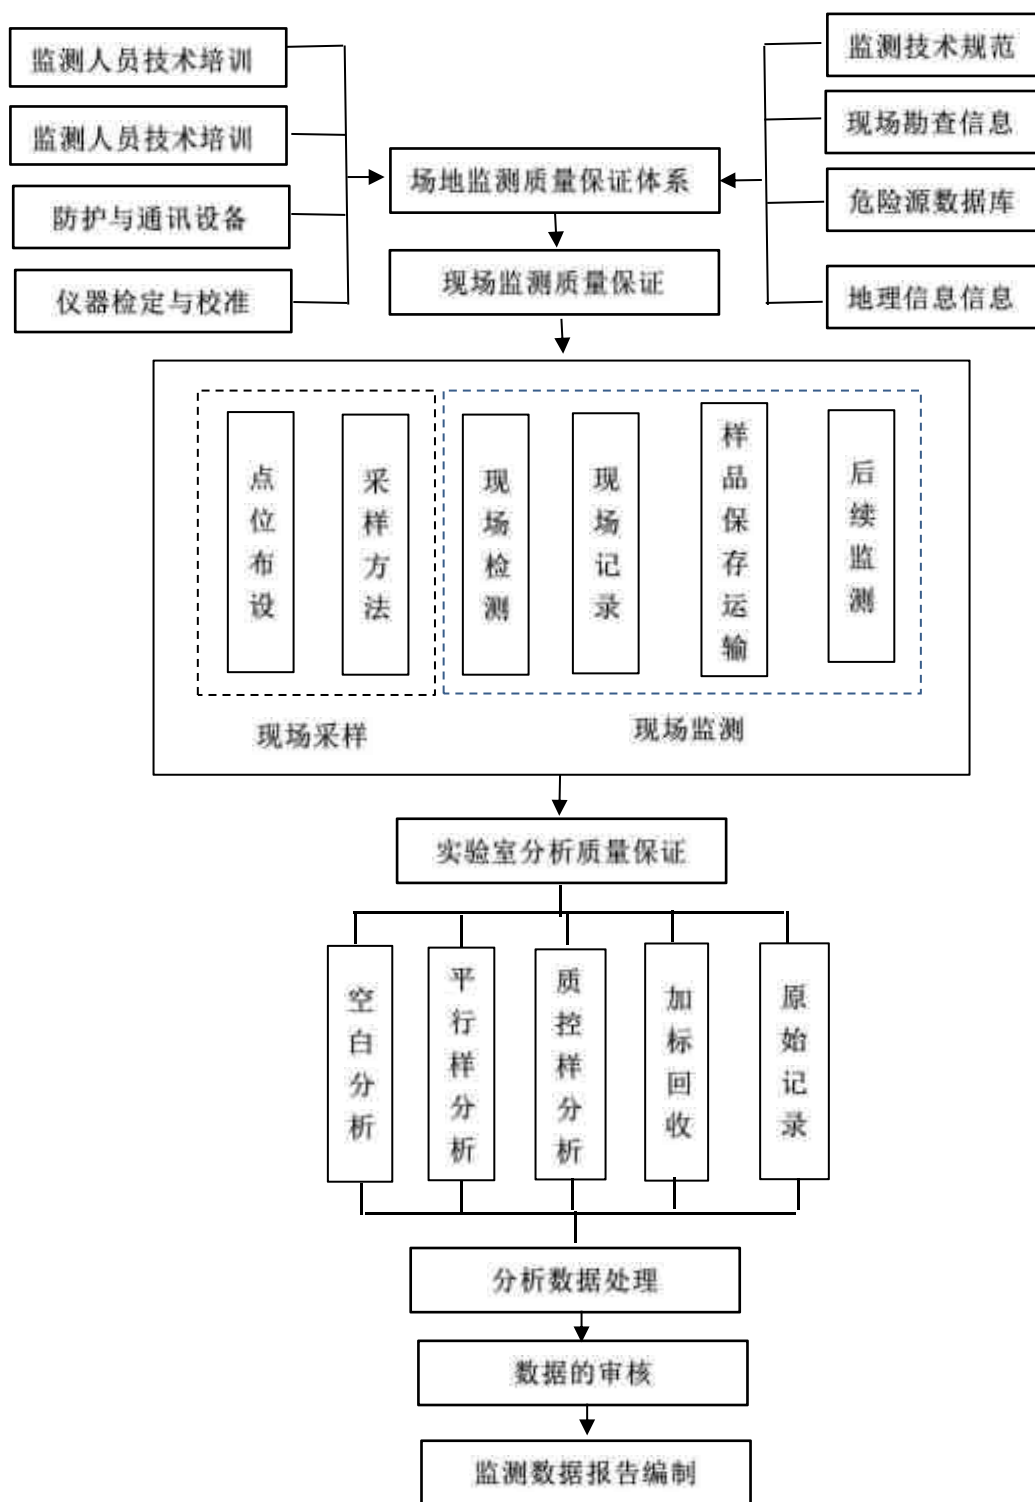 监测人员技术培训
监测人员技术培训
防护与通讯设备
仪器检定与校准
监测技术规范
现场勘查信息
危险源数据库
地理信息信息
场地监测质量保证体系
现场监测质量保证
点位布设
采样方法
现场检测
现场记录
样品保存运输
后续监测
现场采样
现场监测
实验室分析质量保证
空白分析
平行样分析
质控样分析
加标回收
原始记录
分析数据处理
数据的审核
监测数据报告编制